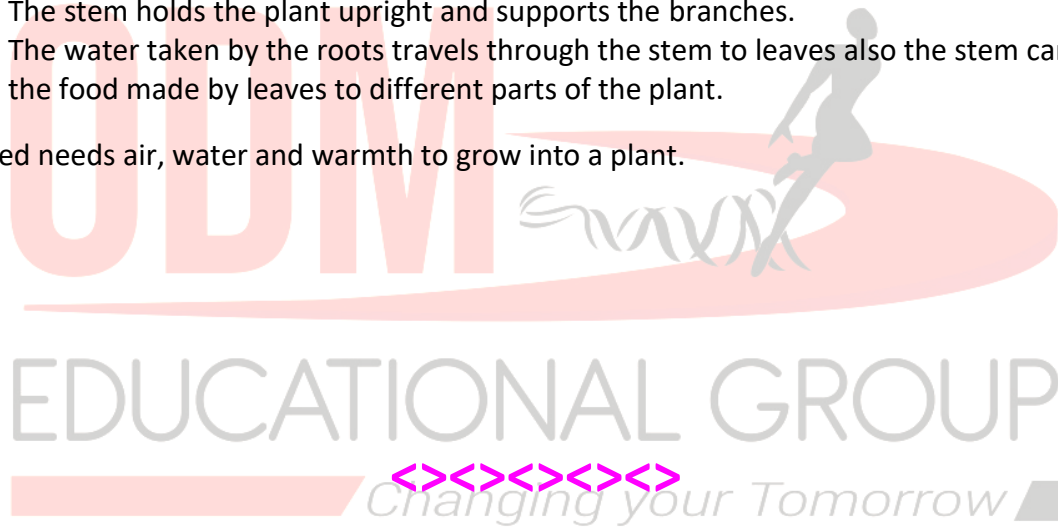 The stem holds the plant upright and supports the branches.
The water taken by the roots travels through the stem to leaves also the stem
the food made by leaves to different parts of the plant.
needs air, water and warmth to grow into a plant.
ODM
EDUCATIONAL GROUP
<><><><>
Changing your Tomorrow